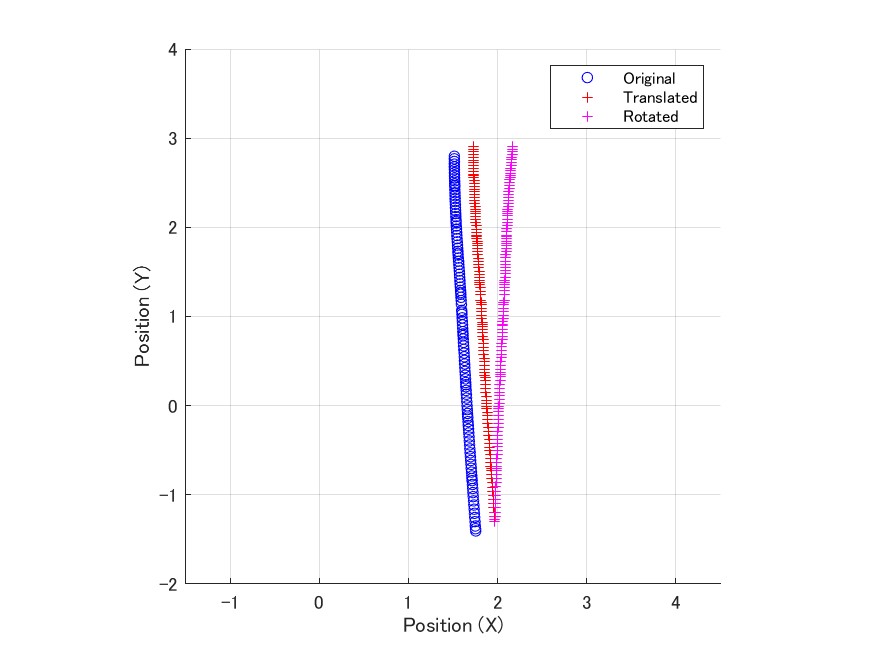 4
3
2
1
0
-1
-2
-1
0
1
2
3
4
Position (X)
Position (Y)
Original
Translated
Rotated